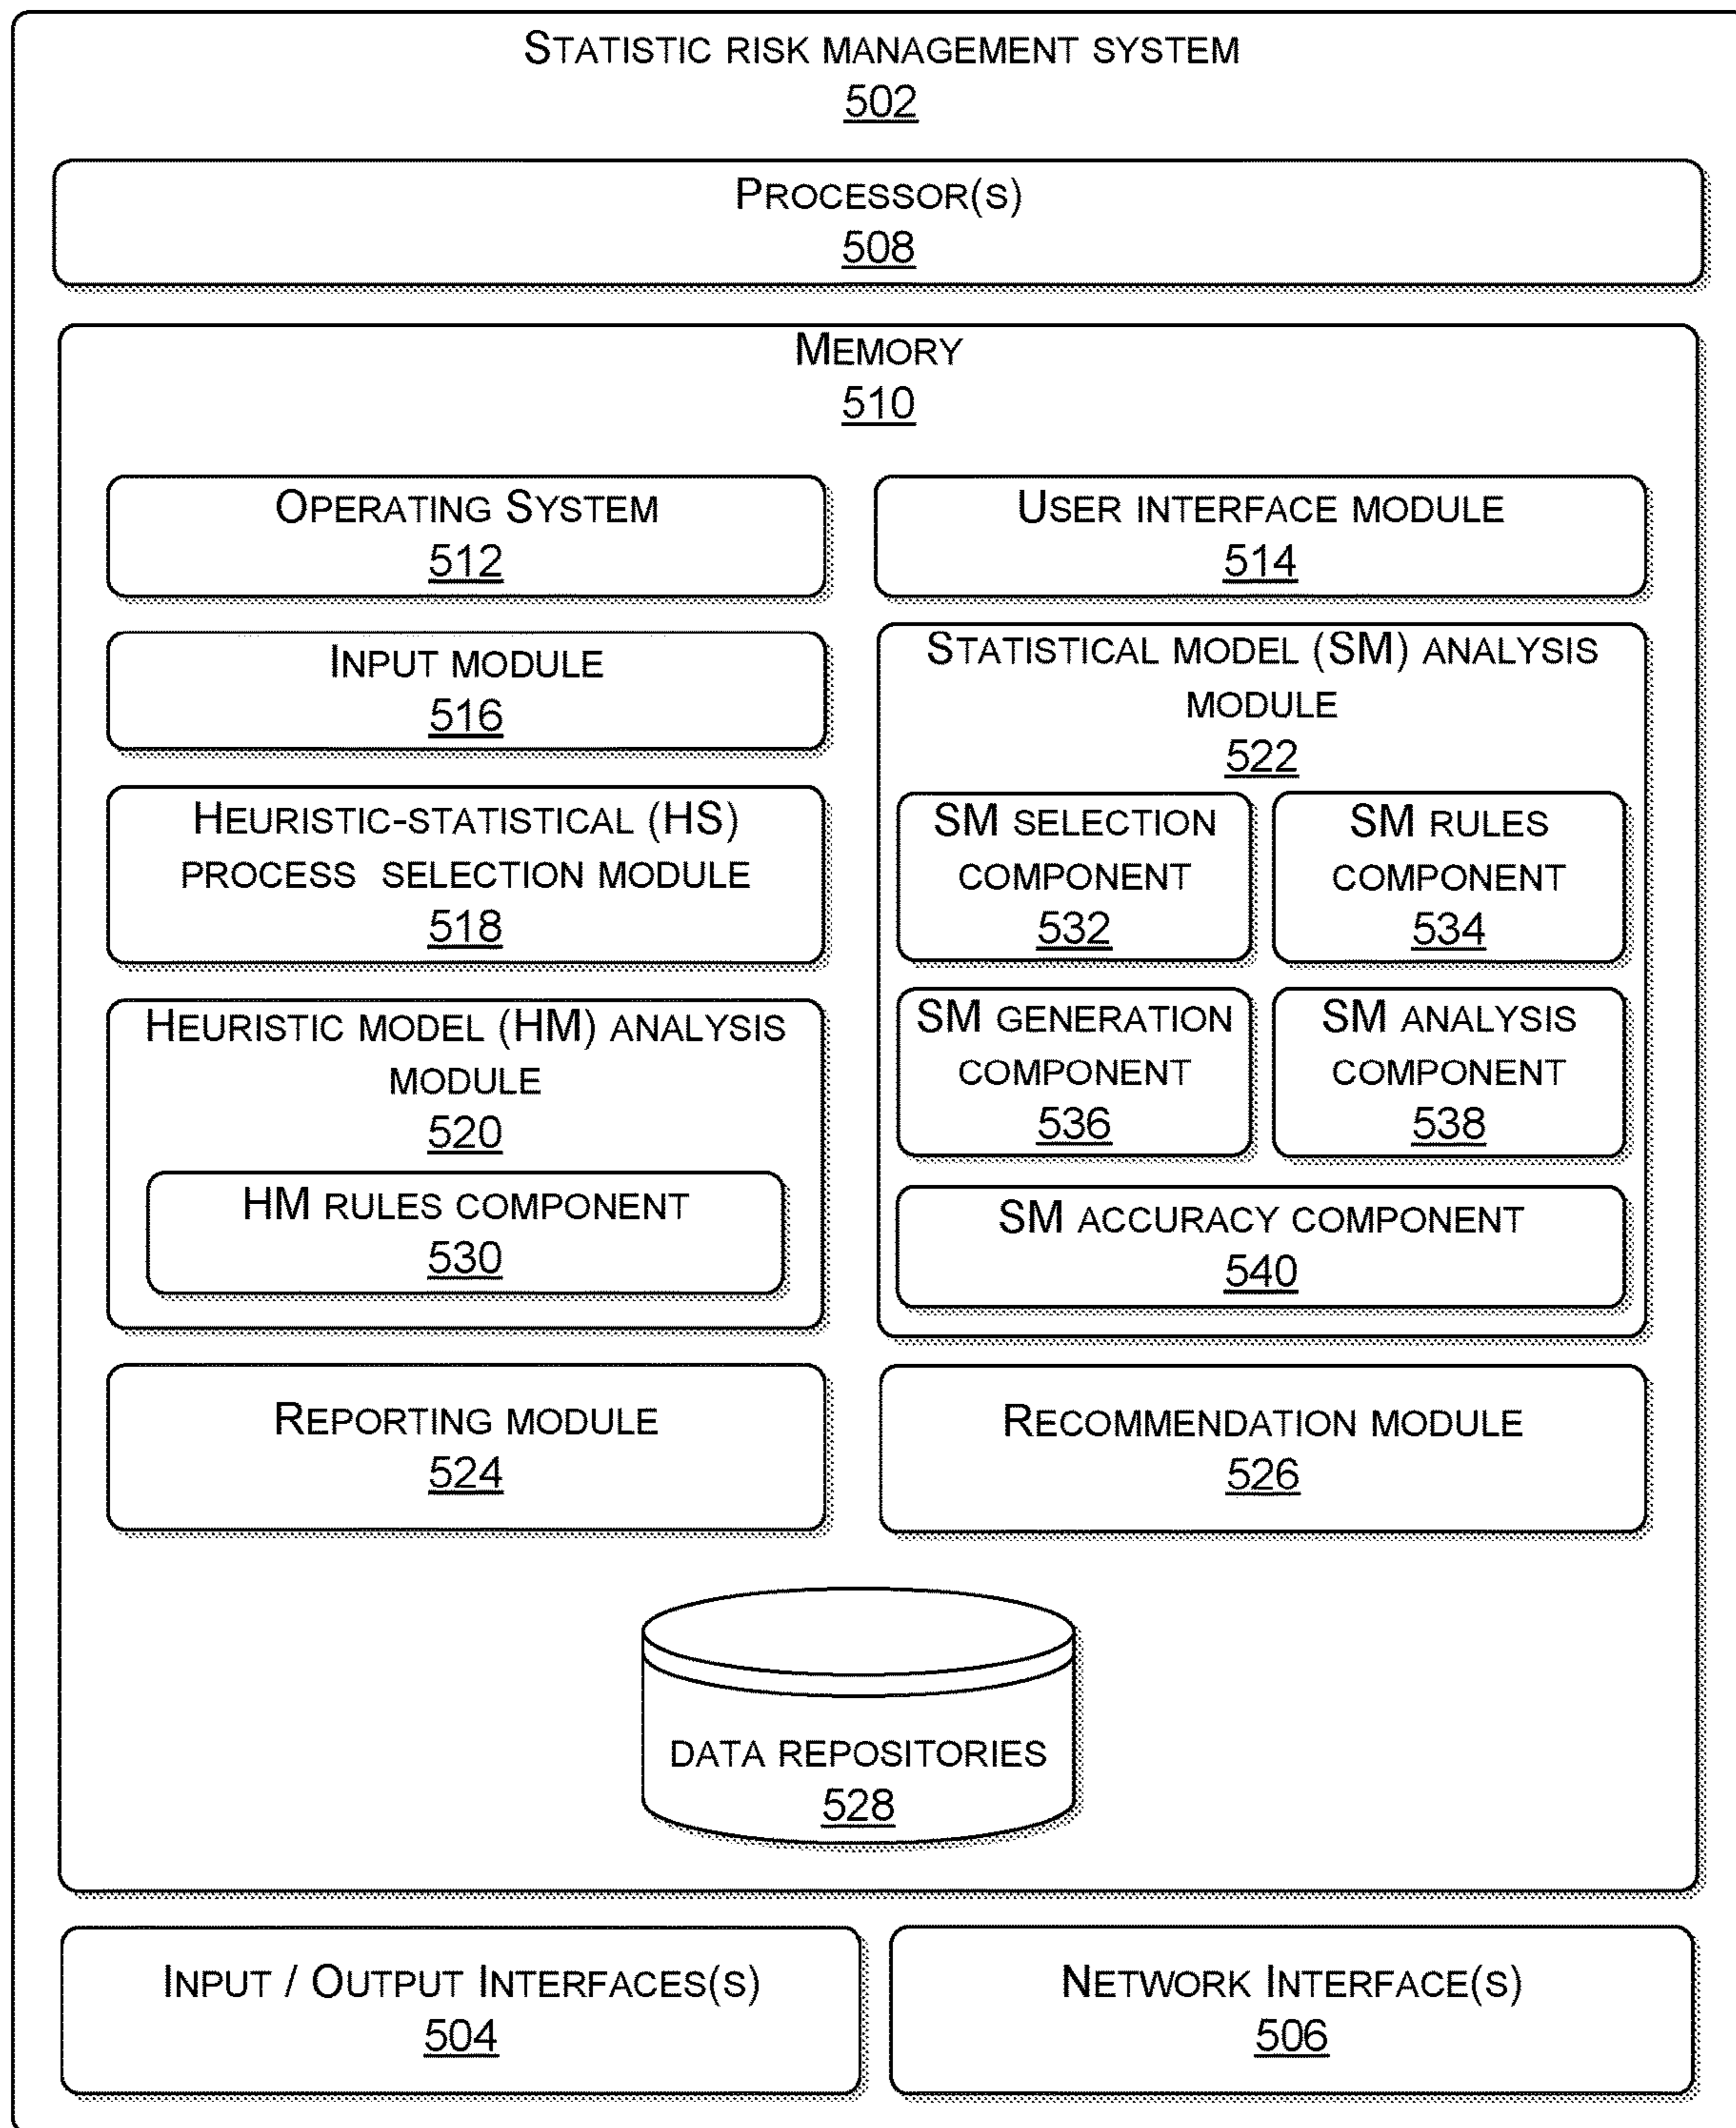 STATISTIC RISK MANAGEMENT SYSTEM
502
PROCESSOR(S)
508
MEMORY
510
OPERATING SYSTEM
512
USER INTERFACE MODULE
514
INPUT MODULE
516
HEURISTIC-STATISTICAL (HS)
PROCESS SELECTION MODULE
518
HEURISTIC MODEL (HM) ANALYSIS
MODULE
520
HM RULES COMPONENT
530
STATISTICAL MODEL (SM) ANALYSIS
MODULE
522
SM SELECTION
COMPONENT
532
SM RULES
COMPONENT
534
SM GENERATION
COMPONENT
536
SM ANALYSIS
COMPONENT
538
SM ACCURACY COMPONENT
540
REPORTING MODULE
524
RECOMMENDATION MODULE
526
DATA REPOSITORIES
528
INPUT / OUTPUT INTERFACES(S)
504
NETWORK INTERFACE(S)
506